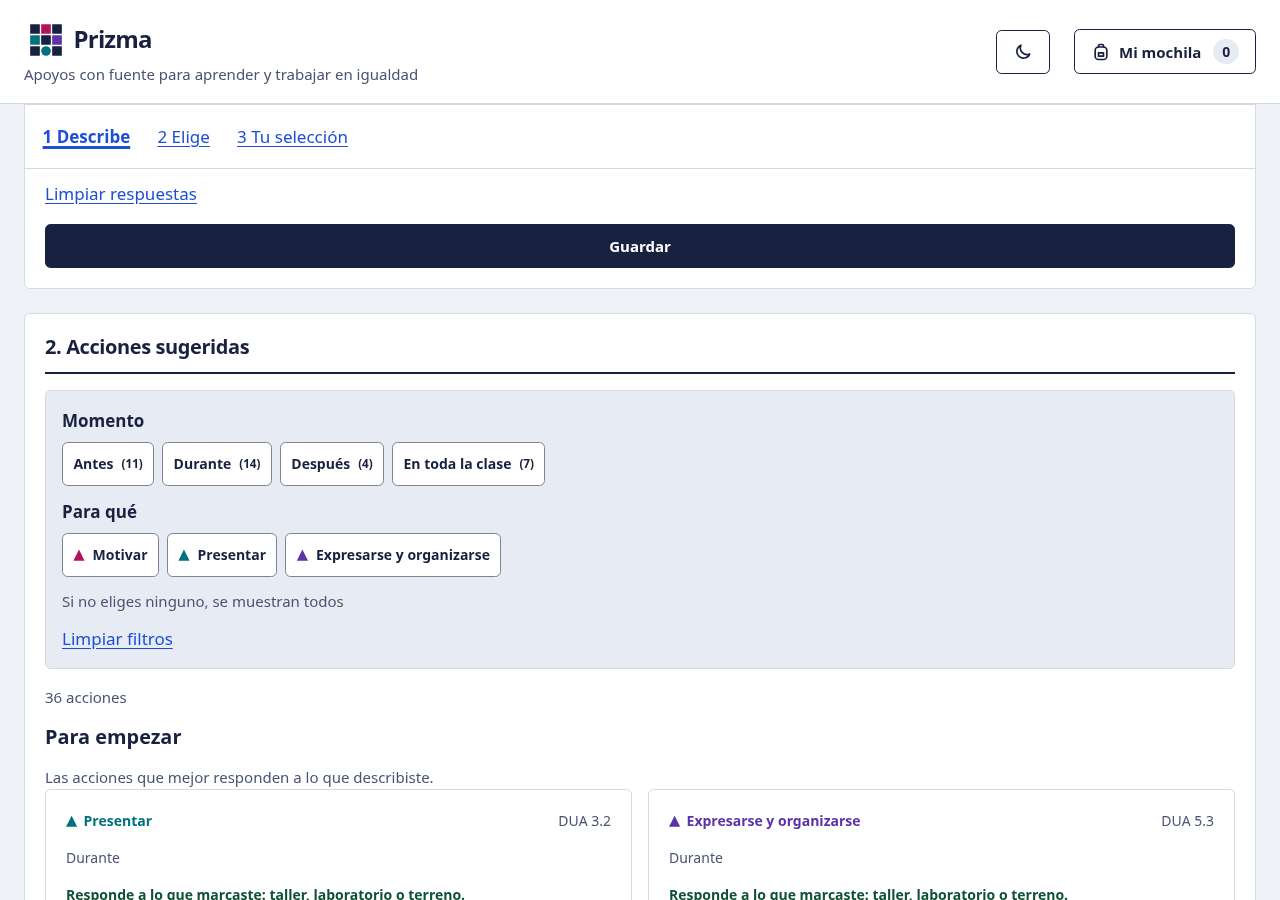 Prizma
Apoyos con fuente para aprender y trabajar en igualdad
Mi mochila 0
1 Describe 2 Elige 3 Tu selección
Limpiar respuestas
Guardar
2. Acciones sugeridas
Momento
Antes (11) Durante (14) Después (4) En toda la clase (7)
Para qué
Motivar Presentar Expresarse y organizarse
Si no eliges ninguno, se muestran todos
Limpiar filtros
36 acciones
Para empezar
Las acciones que mejor responden a lo que describiste.
Presentar DUA 3.2
Durante
Responde a lo que marcaste: taller, laboratorio o terreno.
Expresarse y organizarse DUA 5.3
Durante
Responde a lo que marcaste: taller, laboratorio o terreno.